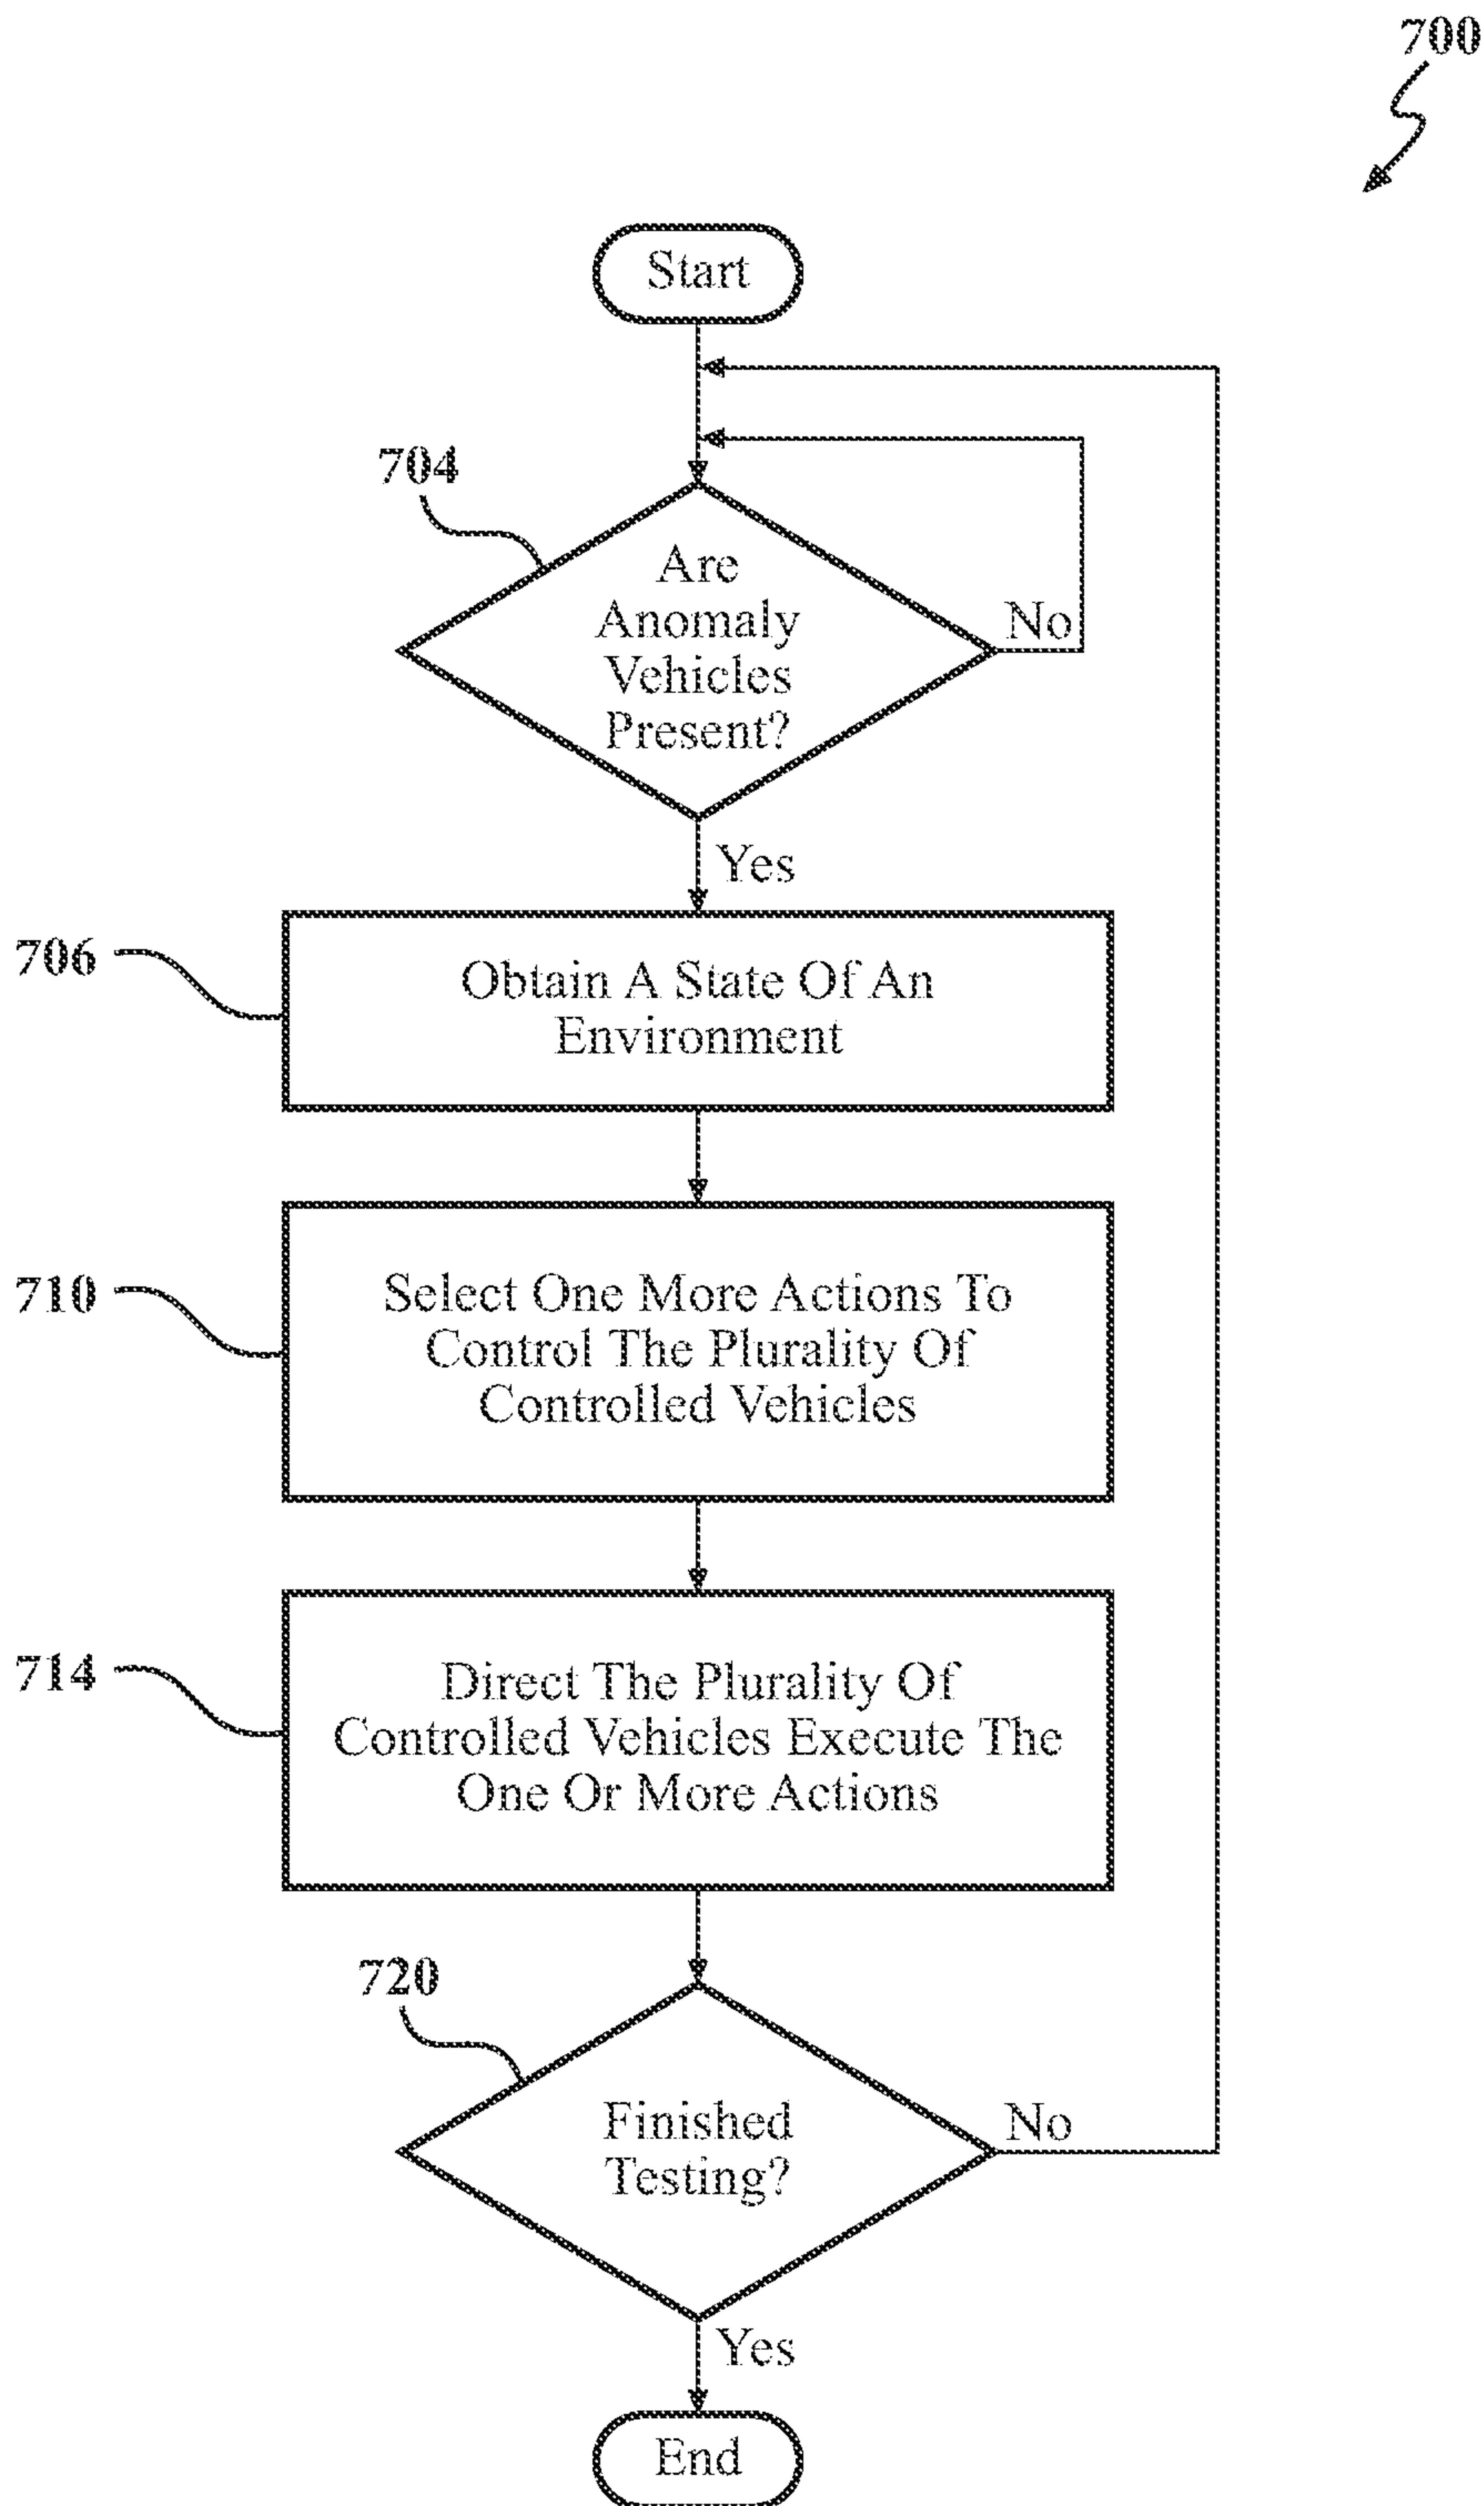 700
Start
704
Are
Anomaly
Vehicles
Present?
No
Yes
706
Obtain A State Of An
Environment
710
Select One More Actions To
Control The Plurality Of
Controlled Vehicles
714
Direct The Plurality Of
Controlled Vehicles Execute The
One Or More Actions
720
Finished
Testing?
No
Yes
End